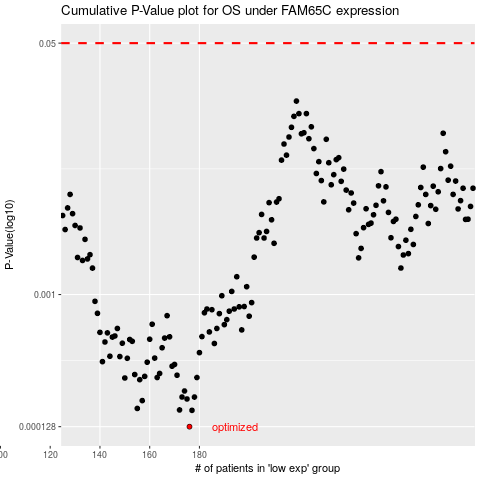 Cumulative P-Value plot for OS under FAM65C expression
0.05
P-Value(log10)
0.001
optimized
0.000128
00 120 140 160 180
# of patients in 'low exp' group